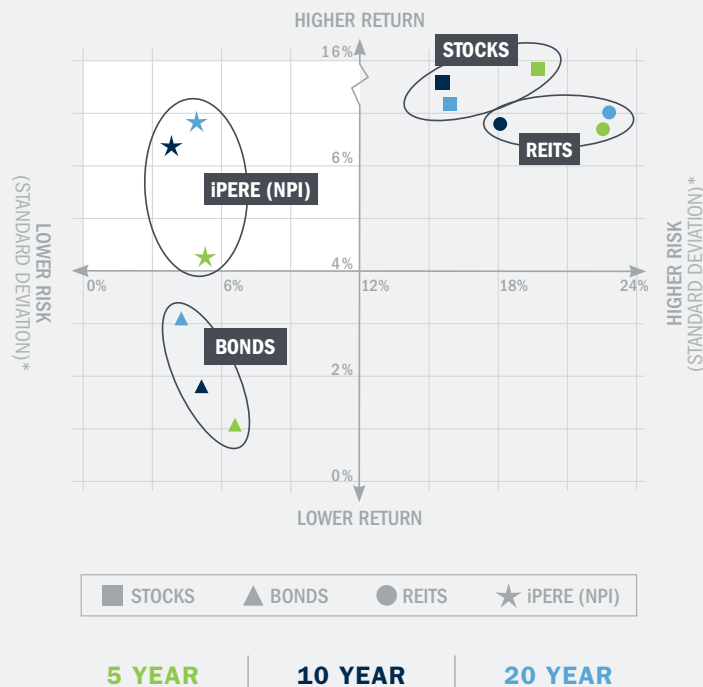 HIGHER RETURN
16%
STOCKS
REITS
6%
iPERE (NPI)
LOWER RISK
(STANDARD DEVIATION)*
HIGHER RISK
(STANDARD DEVIATION)*
4%
0% 6% 12% 18% 24%
BONDS
2%
0%
LOWER RETURN
STOCKS BONDS REITS iPERE (NPI)
5 YEAR 10 YEAR 20 YEAR